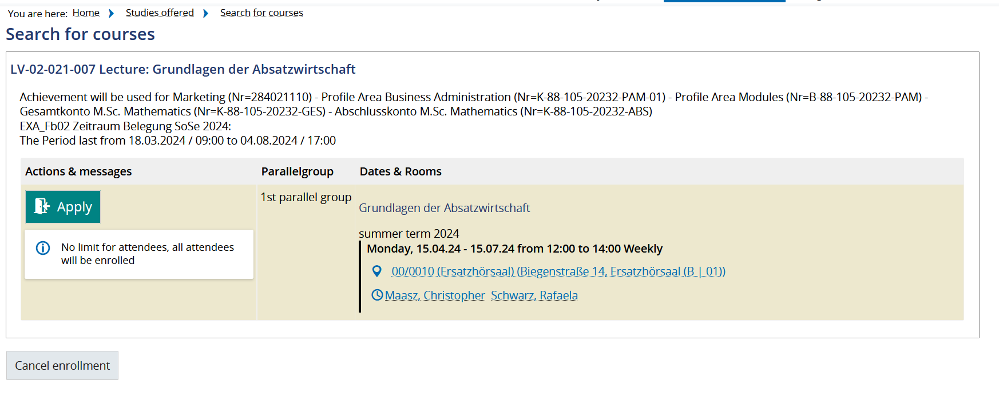 You are here: Home Studies offered Search for courses
Search for courses
LV-02-021-007 Lecture: Grundlagen der Absatzwirtschaft
Achievement will be used for Marketing (Nr=284021110) - Profile Area Business Administration (Nr=K-88-105-20232-PAM-01) - Profile Area Modules (Nr=B-88-105-20232-PAM) -
Gesamtkonto M.Sc. Mathematics (Nr=K-88-105-20232-GES) - Abschlusskonto M.Sc. Mathematics (Nr=K-88-105-20232-ABS)
EXA_Fb02 Zeitraum Belegung SoSe 2024:
The Period last from 18.03.2024 / 09:00 to 04.08.2024 / 17:00
Actions & messages Parallelgroup Dates & Rooms
Apply
No limit for attendees, all attendees
will be enrolled
1st parallel group
Grundlagen der Absatzwirtschaft
summer term 2024
Monday, 15.04.24 - 15.07.24 from 12:00 to 14:00 Weekly
00/0010 (Ersatzhörsaal) (Biegenstraße 14, Ersatzhörsaal (B | 01))
Maasz, Christopher Schwarz, Rafaela
Cancel enrollment